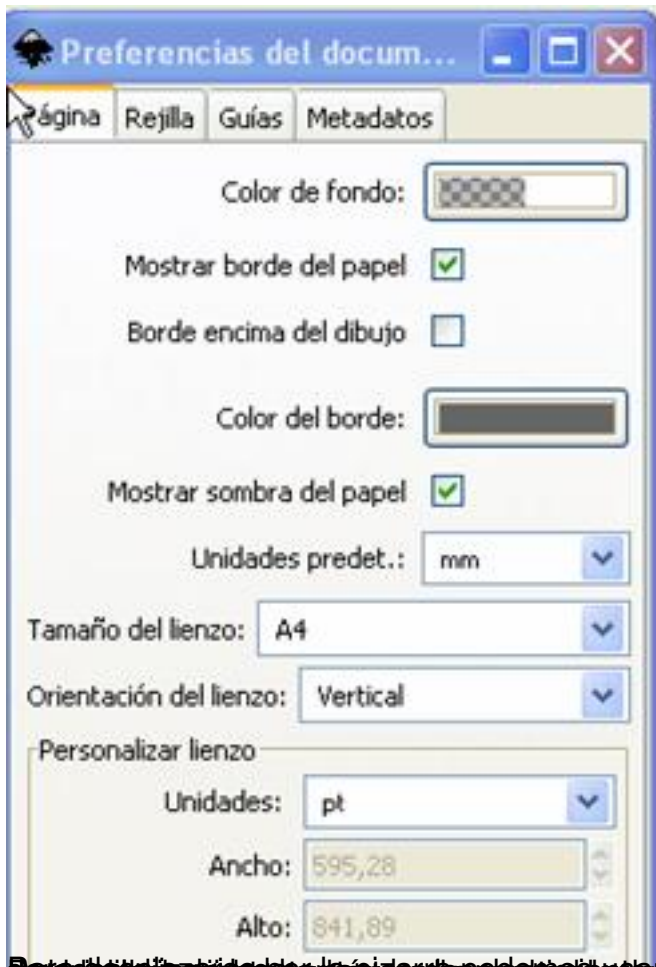 Preferencias del docum...
Página Rejilla Guías Metadatos
Color de fondo:
Mostrar borde del papel
Borde encima del dibujo
Color del borde:
Mostrar sombra del papel
Unidades predet.: mm
Tamaño del lienzo: A4
Orientación del lienzo: Vertical
Personalizar lienzo
Unidades: pt
Ancho: 595,28
Alto: 841,89